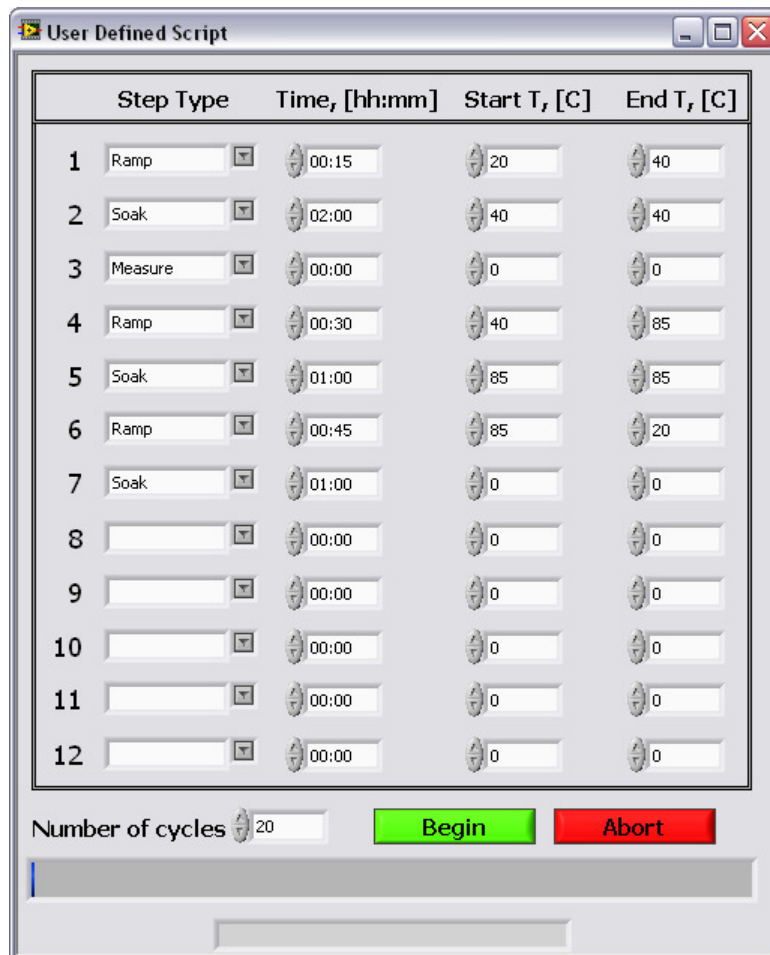 User Defined Script
Step Type Time, [hh:mm] Start T, [C] End T, [C]
1 Ramp 00:15 20 40
2 Soak 02:00 40 40
3 Measure 00:00 0 0
4 Ramp 00:30 40 85
5 Soak 01:00 85 85
6 Ramp 00:45 85 20
7 Soak 01:00 0 0
8 00:00 0 0
9 00:00 0 0
10 00:00 0 0
11 00:00 0 0
12 00:00 0 0
Number of cycles 20 Begin Abort